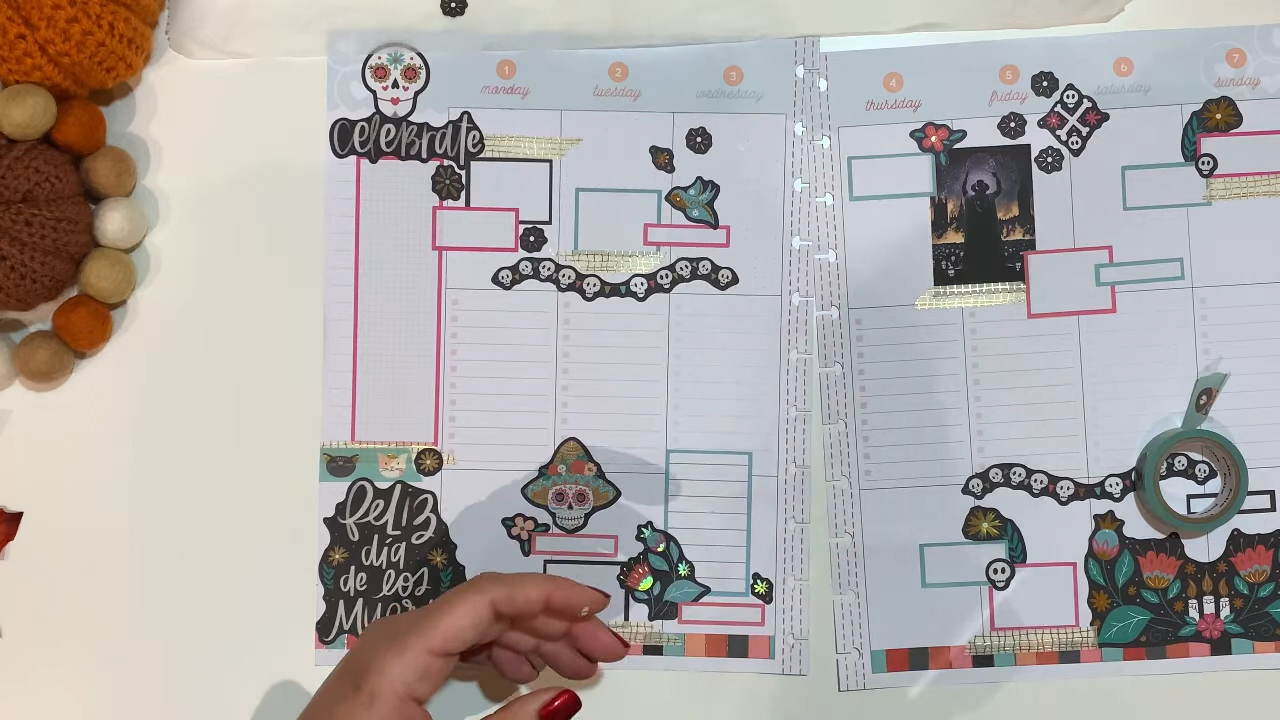 1 2 3 4 5 6 7
monday tuesday wednesday thursday friday saturday sunday
celebrate
feliz
día
de los
Muer